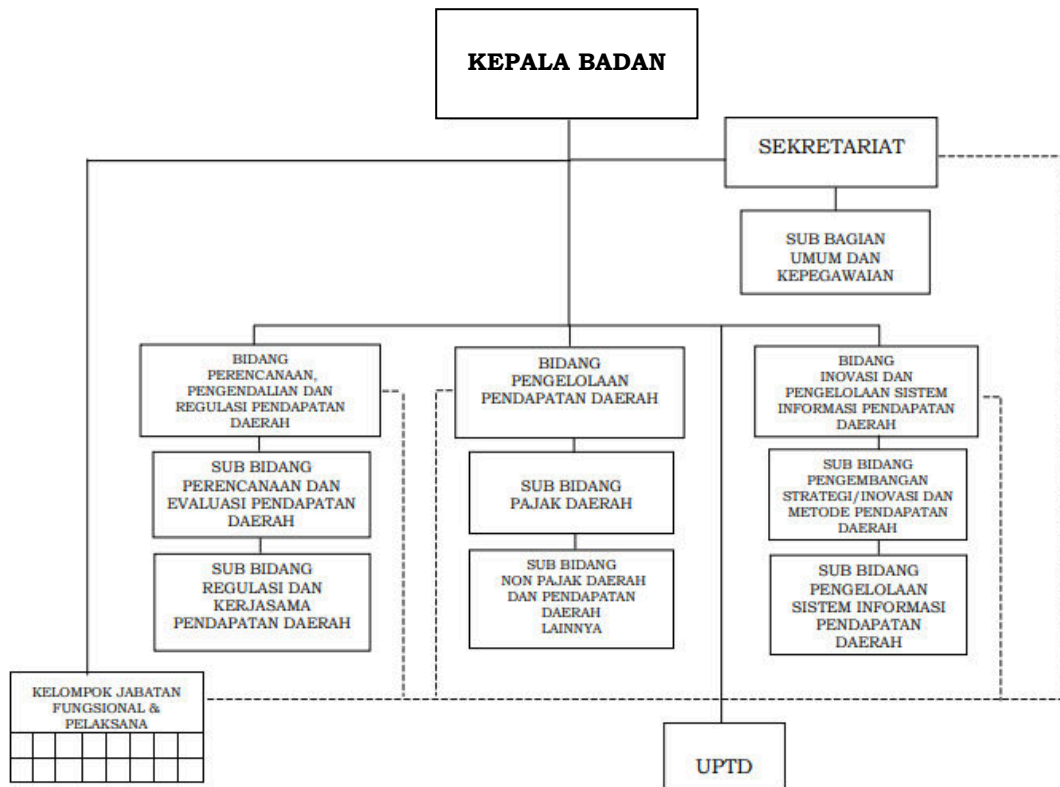 KEPALA BADAN
SEKRETARIAT
SUB BAGIAN
UMUM DAN
KEPEGAWAIAN
BIDANG
PERENCANAAN,
PENGENDALIAN DAN
REGULASI PENDAPATAN
DAERAH
SUB BIDANG
PERENCANAAN DAN
EVALUASI PENDAPATAN
DAERAH
SUB BIDANG
REGULASI DAN
KERJASAMA
PENDAPATAN DAERAH
BIDANG
PENGELOLAAN
PENDAPATAN DAERAH
SUB BIDANG
PAJAK DAERAH
SUB BIDANG
NON PAJAK DAERAH
DAN PENDAPATAN
DAERAH
LAINNYA
BIDANG
INOVASI DAN
PENGELOLAAN SISTEM
INFORMASI PENDAPATAN
DAERAH
SUB BIDANG
PENGEMBANGAN
STRATEGI/INOVASI DAN
METODE PENDAPATAN
DAERAH
SUB BIDANG
PENGELOLAAN
SISTEM INFORMASI
PENDAPATAN
DAERAH
KELOMPOK JABATAN
FUNGSIONAL &
PELAKSANA
UPTD